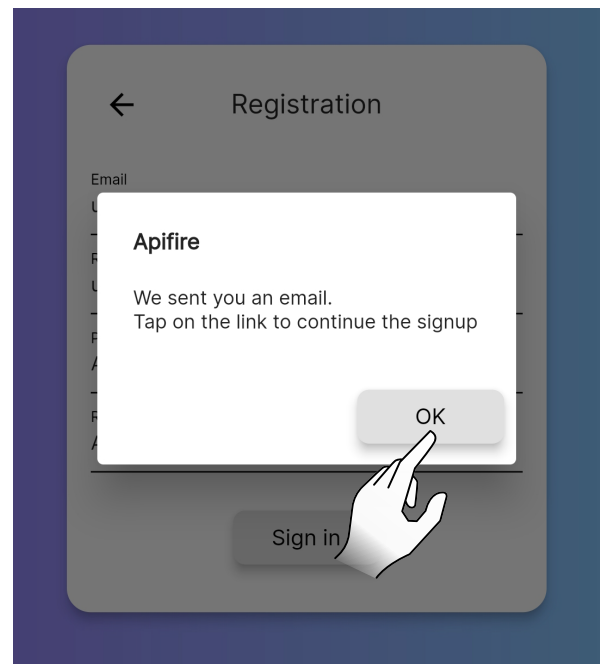 Registration
Email
Apifire
We sent you an email.
Tap on the link to continue the signup
OK
Sign in